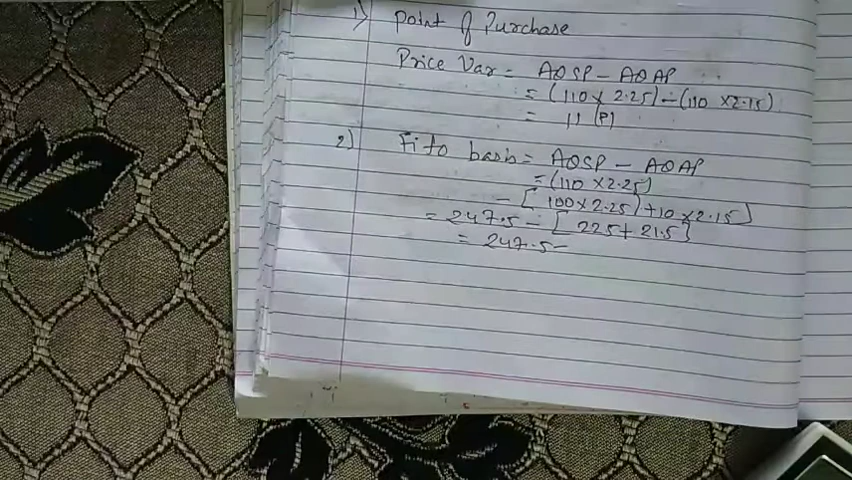 1) Point of Purchase
Price Var = AQSP - AQAP
= (110 x 2.25) - (110 x 2.15)
= 11 (P)
2) Fifo basis = AQSP - AQAP
= (110 x 2.25)
- [100 x 2.25) + 10 x 2.15]
= 247.5 - [225 + 21.5]
= 247.5 -